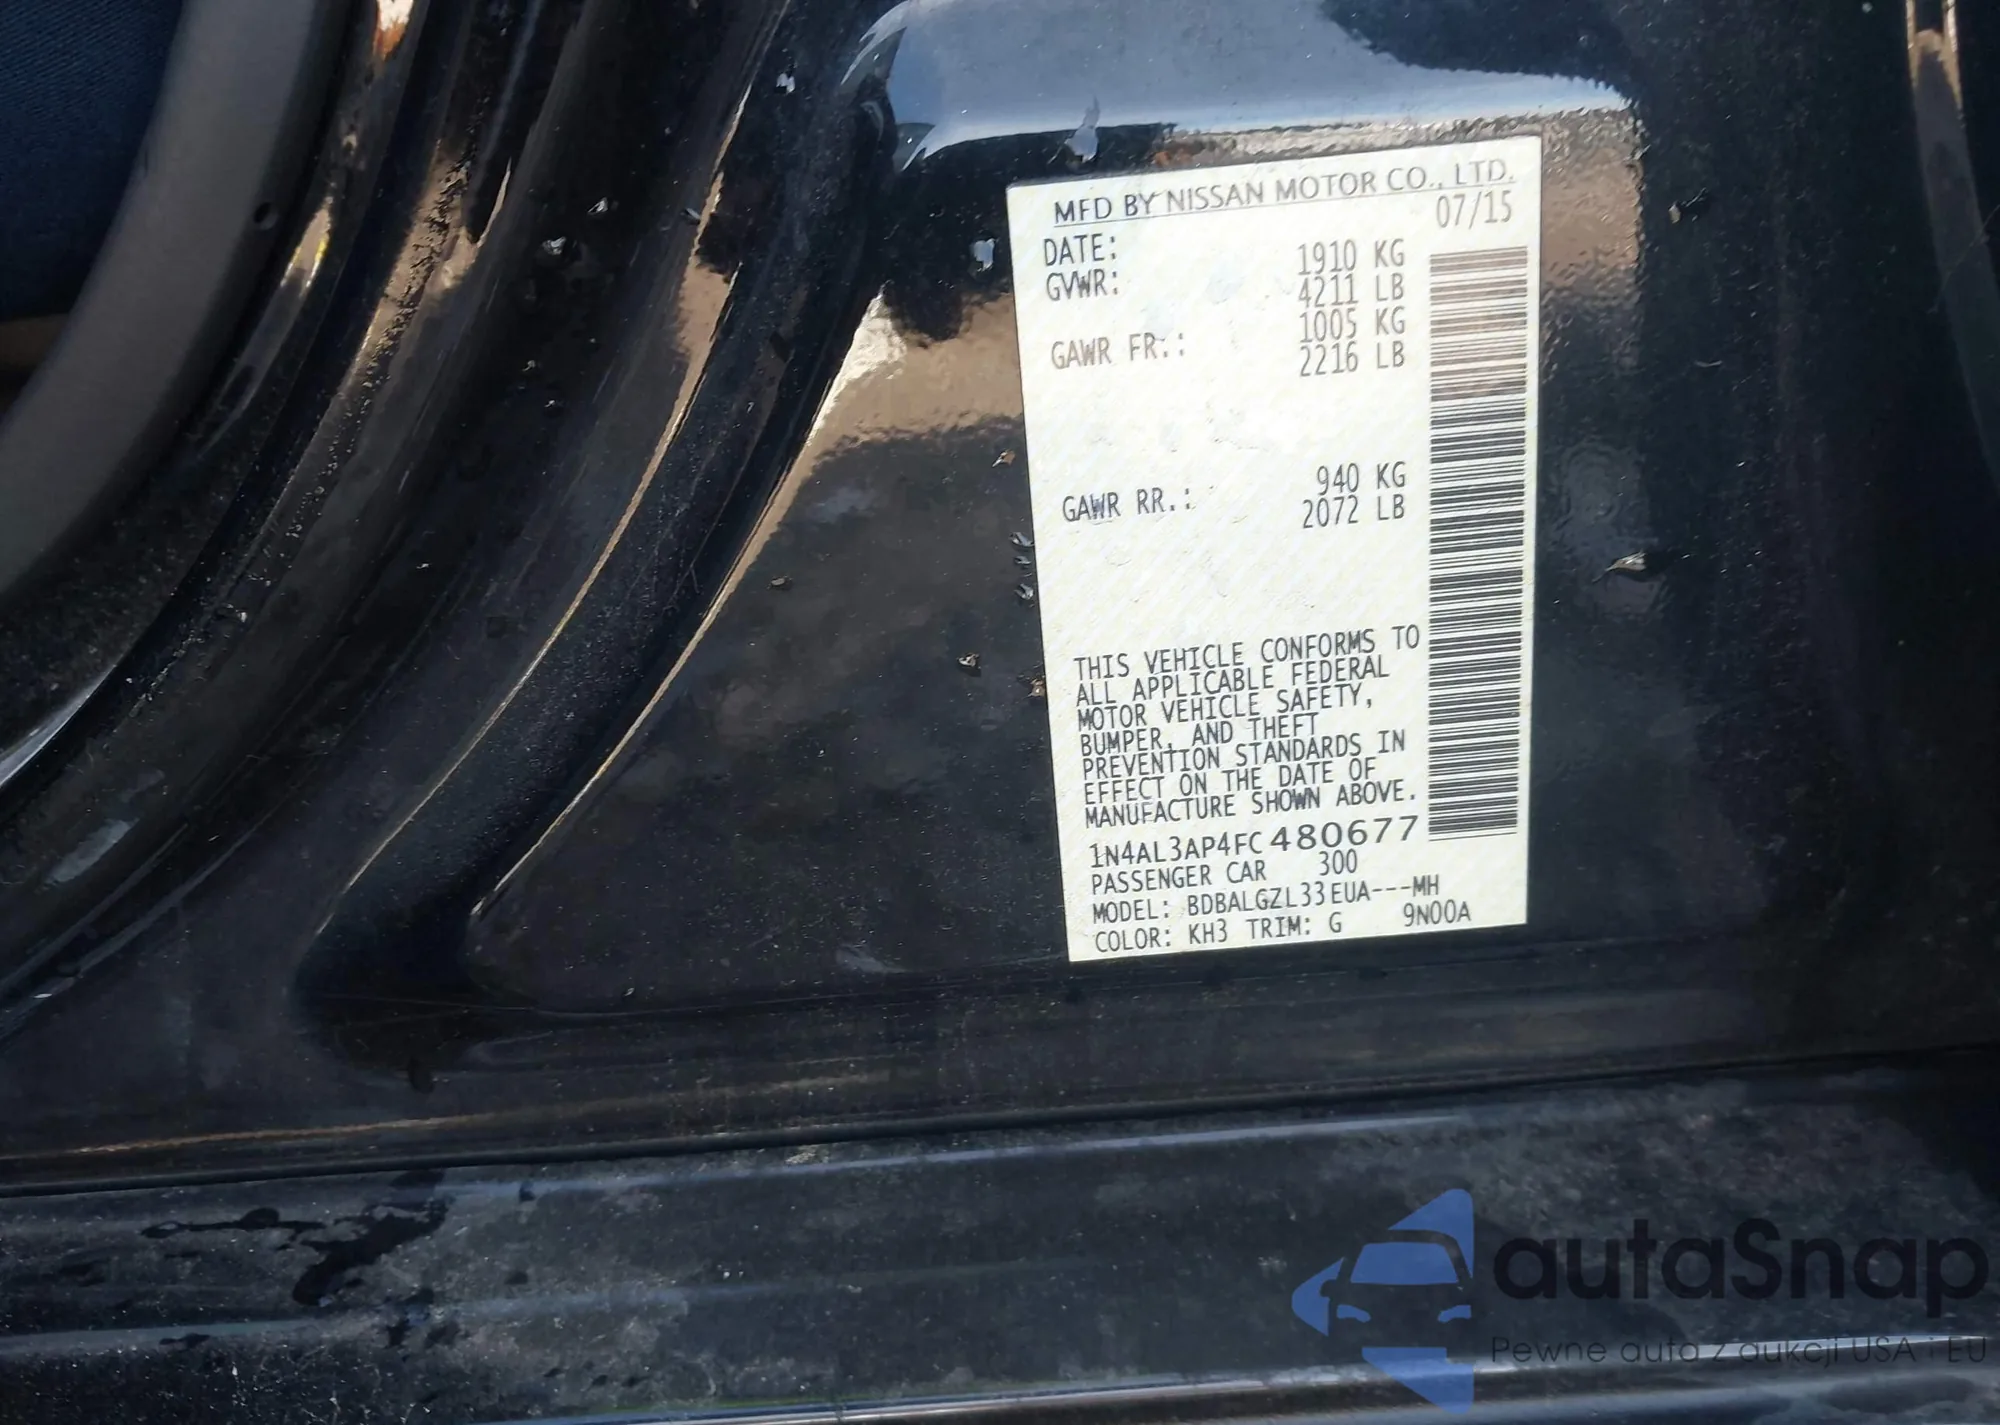 MFD BY NISSAN MOTOR CO., LTD.
DATE: 07/15
GVWR: 1910 KG
4211 LB
GAWR FR.: 1005 KG
2216 LB
GAWR RR.: 940 KG
2072 LB
THIS VEHICLE CONFORMS TO
ALL APPLICABLE FEDERAL
MOTOR VEHICLE SAFETY,
BUMPER, AND THEFT
PREVENTION STANDARDS IN
EFFECT ON THE DATE OF
MANUFACTURE SHOWN ABOVE.
1N4AL3AP4FC480677
PASSENGER CAR 300
MODEL: BDBALGZL33EUA---MH
COLOR: KH3 TRIM: G 9N00A
autaSnap
Pewne auta z aukcji USA i EU